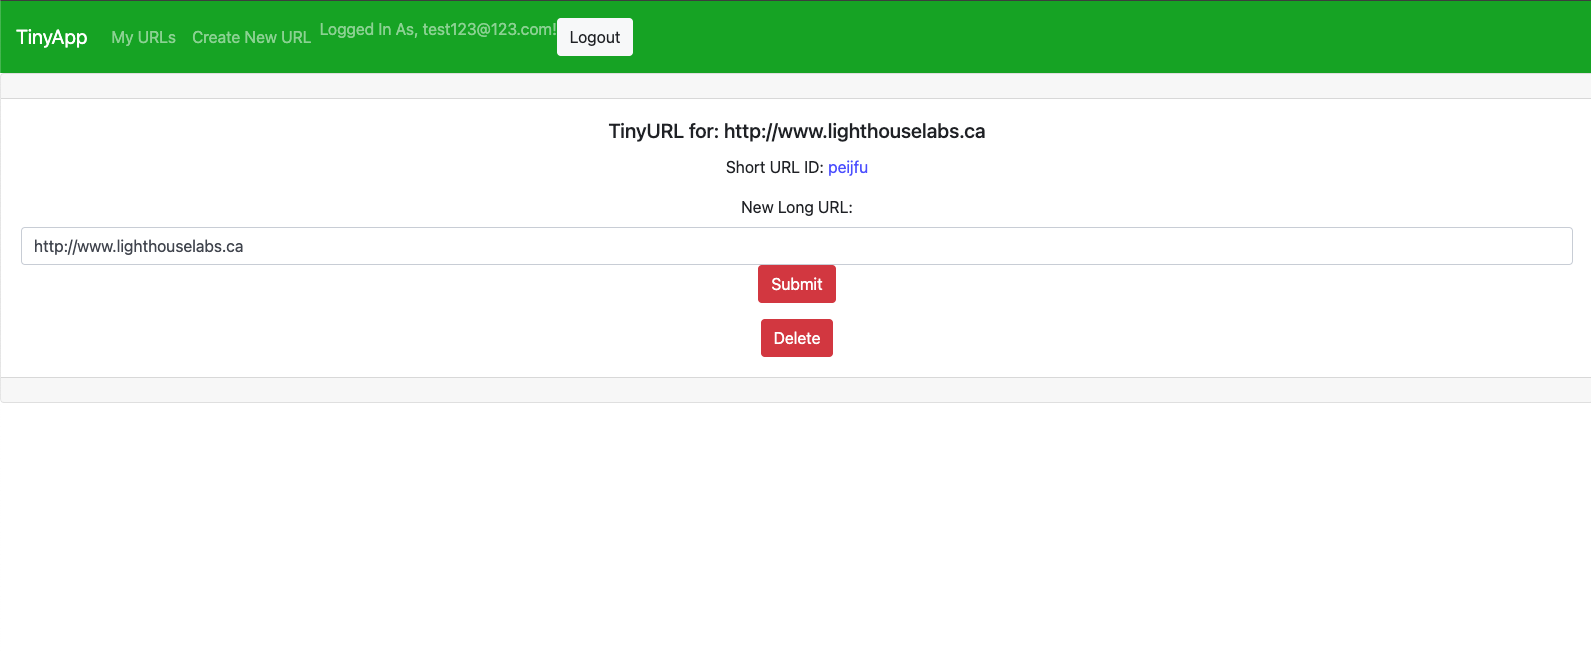 TinyApp My URLs Create New URL Logged In As, test123@123.com! Logout
TinyURL for: http://www.lighthouselabs.ca
Short URL ID: peijfu
New Long URL:
http://www.lighthouselabs.ca
Submit
Delete